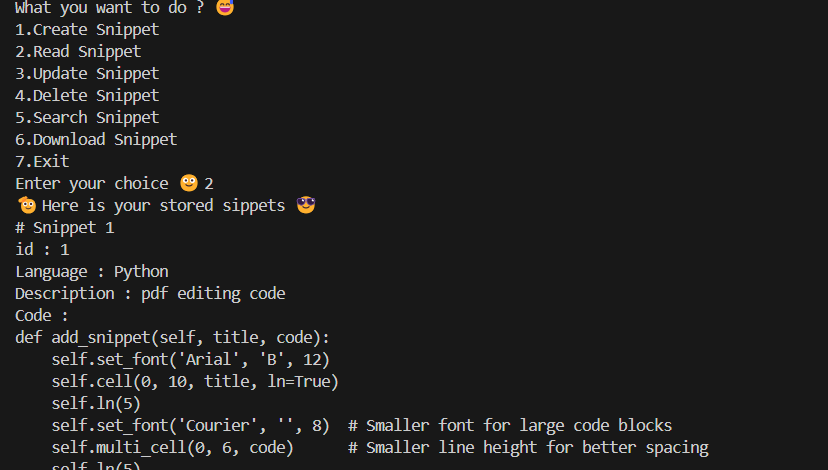 What you want to do ? 😅
1.Create Snippet
2.Read Snippet
3.Update Snippet
4.Delete Snippet
5.Search Snippet
6.Download Snippet
7.Exit
Enter your choice 🙂 2
🫡 Here is your stored sippets 😎
# Snippet 1
id : 1
Language : Python
Description : pdf editing code
Code :
def add_snippet(self, title, code):
    self.set_font('Arial', 'B', 12)
    self.cell(0, 10, title, ln=True)
    self.ln(5)
    self.set_font('Courier', '', 8)  # Smaller font for large code blocks
    self.multi_cell(0, 6, code)      # Smaller line height for better spacing
    self.ln(5)